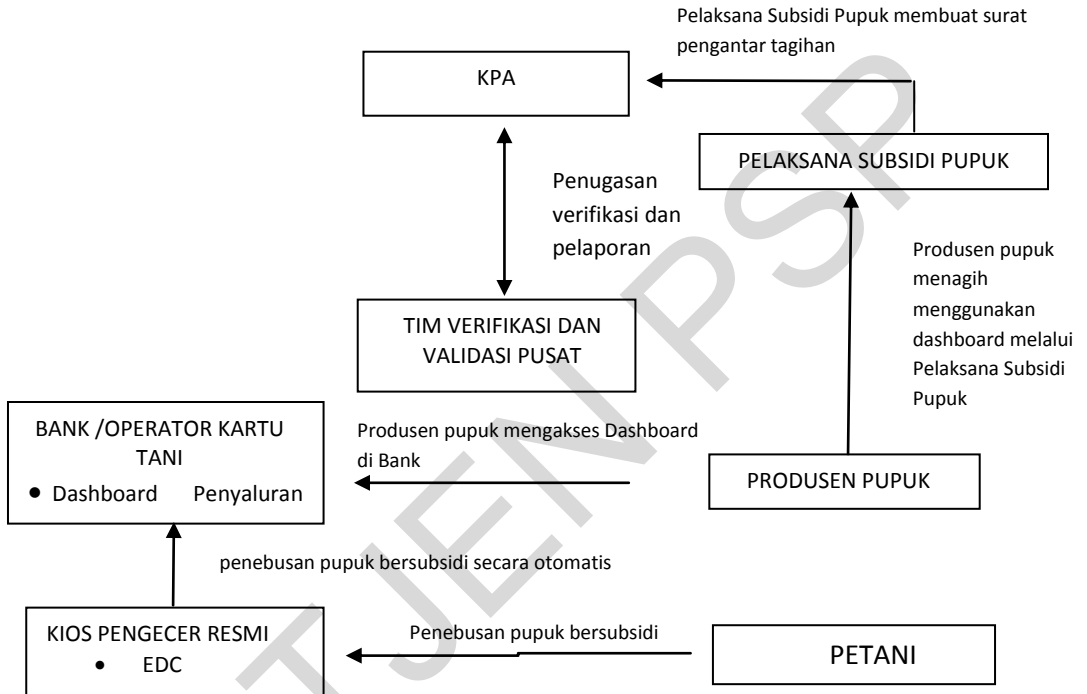 Pelaksana Subsidi Pupuk membuat surat
pengantar tagihan
KPA
PELAKSANA SUBSIDI PUPUK
Penugasan
verifikasi dan
pelaporan
Produsen pupuk
menagih
menggunakan
dashboard melalui
Pelaksana Subsidi
Pupuk
TIM VERIFIKASI DAN
VALIDASI PUSAT
BANK /OPERATOR KARTU
TANI
• Dashboard Penyaluran
Produsen pupuk mengakses Dashboard
di Bank
PRODUSEN PUPUK
penebusan pupuk bersubsidi secara otomatis
KIOS PENGECER RESMI
• EDC
Penebusan pupuk bersubsidi
PETANI
TJEN PSP